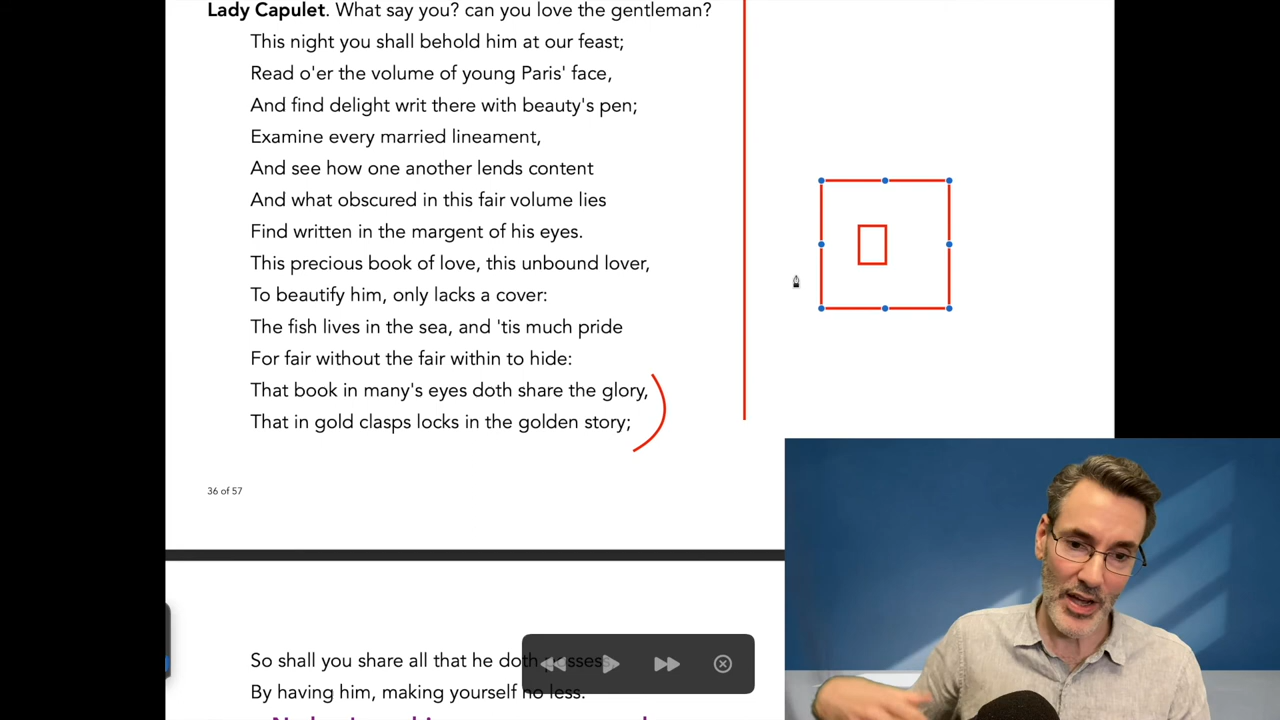 Lady Capulet. What say you? can you love the gentleman?
This night you shall behold him at our feast;
Read o'er the volume of young Paris' face,
And find delight writ there with beauty's pen;
Examine every married lineament,
And see how one another lends content
And what obscured in this fair volume lies
Find written in the margent of his eyes.
This precious book of love, this unbound lover,
To beautify him, only lacks a cover:
The fish lives in the sea, and 'tis much pride
For fair without the fair within to hide:
That book in many's eyes doth share the glory,
That in gold clasps locks in the golden story;
36 of 57
So shall you share all that he doth possess
By having him, making yourself no less.